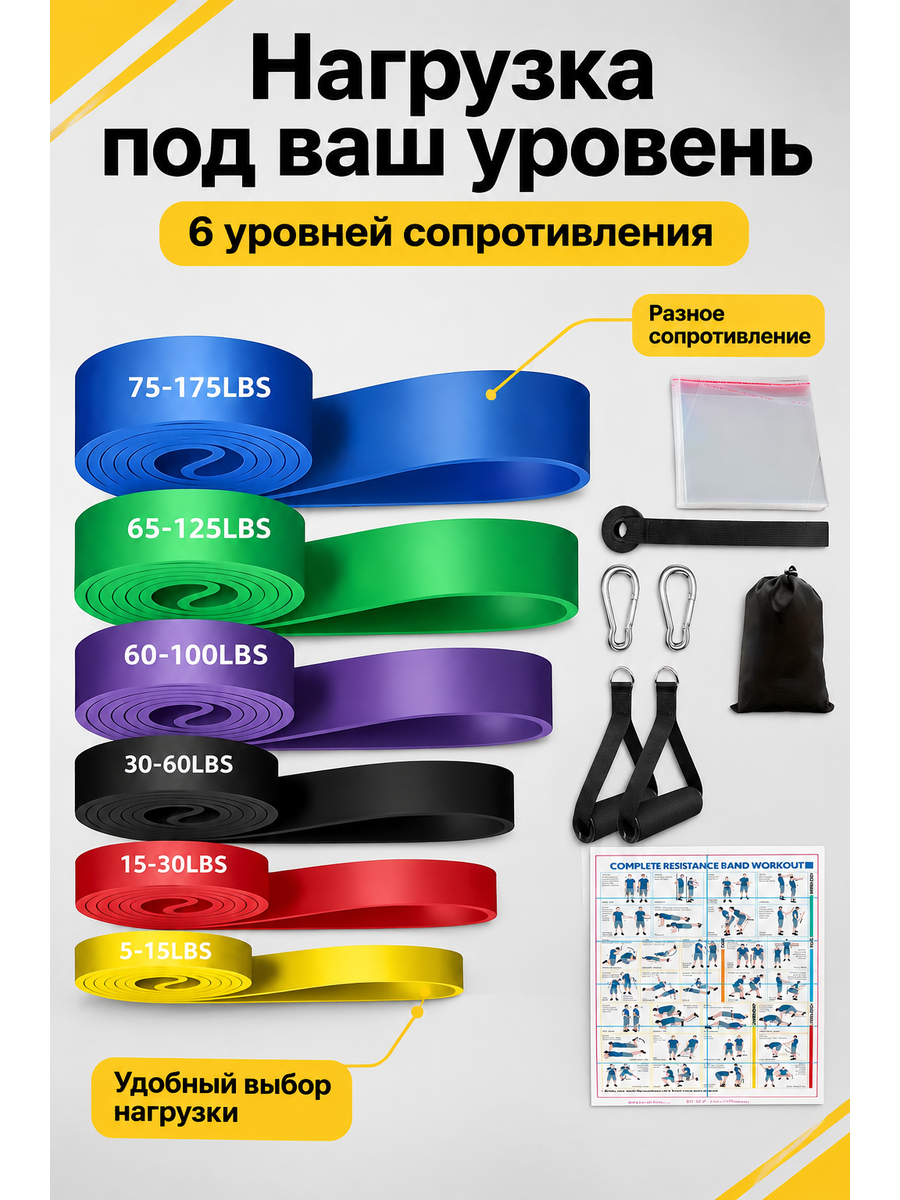 Нагрузка
под ваш уровень
6 уровней сопротивления
Разное
сопротивление
75-175LBS
65-125LBS
60-100LBS
30-60LBS
15-30LBS
5-15LBS
COMPLETE RESISTANCE BAND WORKOUT
Удобный выбор
нагрузки